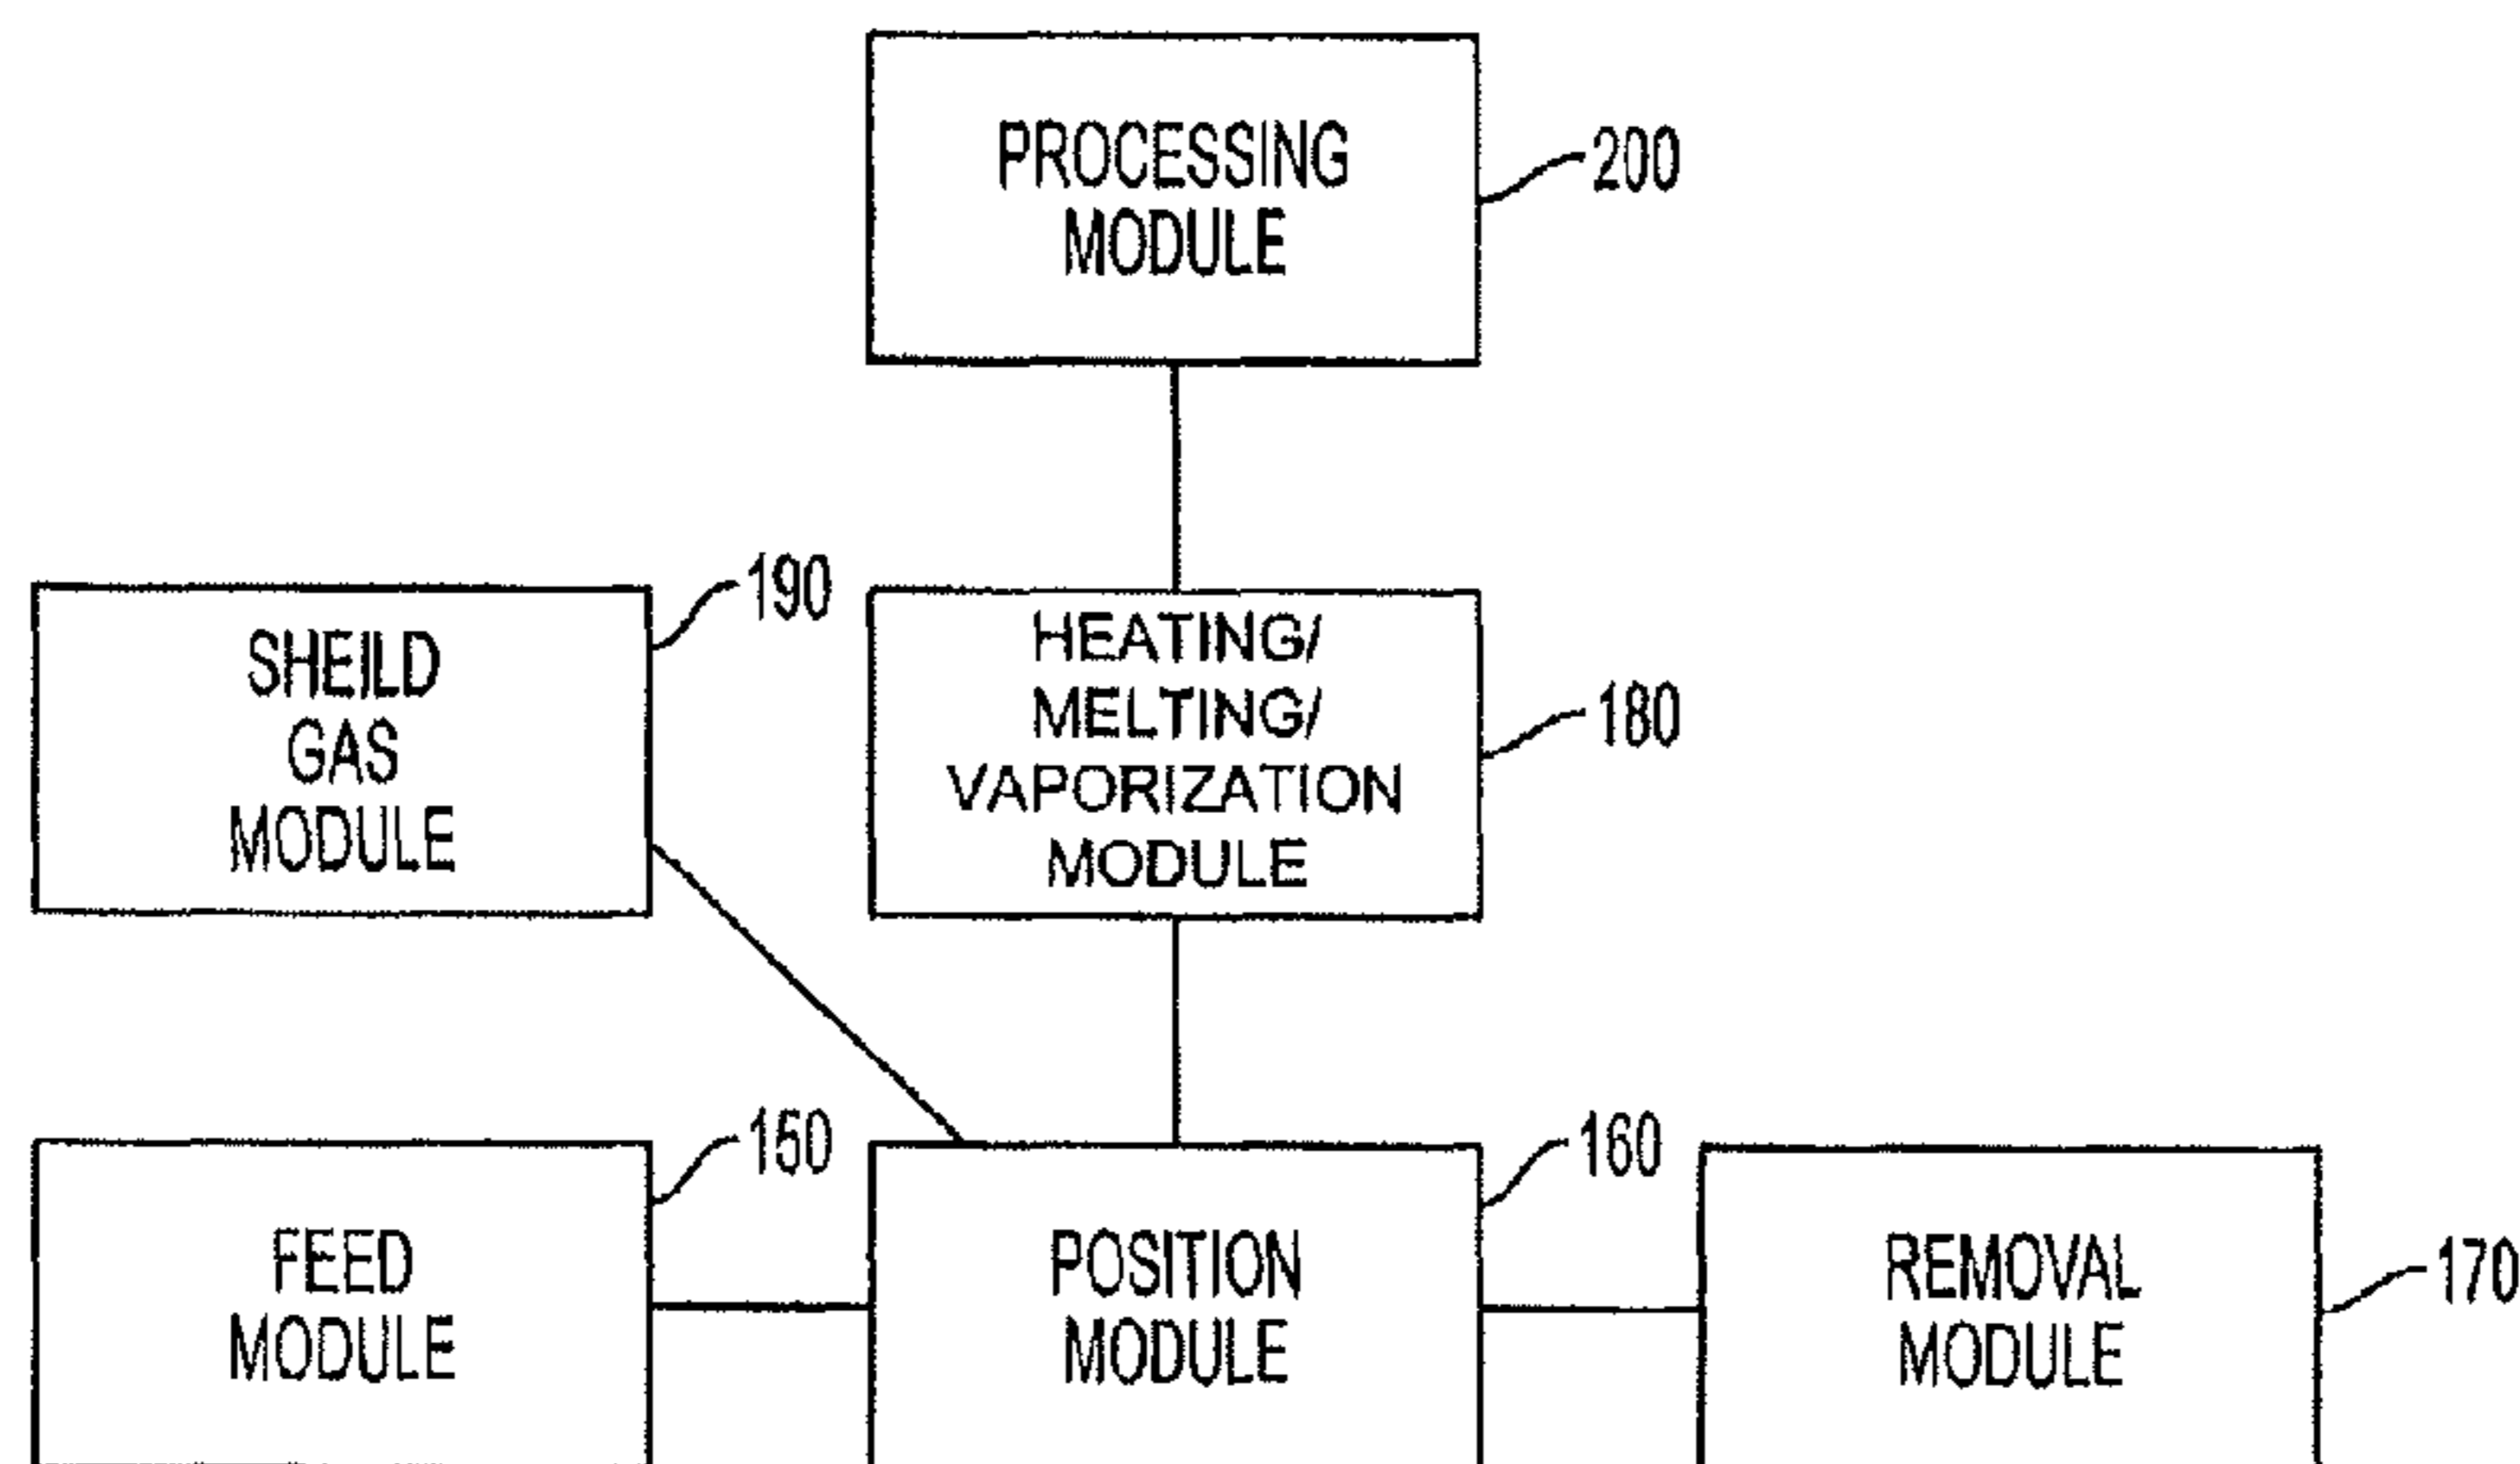 PROCESSING
MODULE
200
190
SHEILD
GAS
MODULE
HEATING/
MELTING/
VAPORIZATION
MODULE
180
150
FEED
MODULE
160
POSITION
MODULE
REMOVAL
MODULE
170